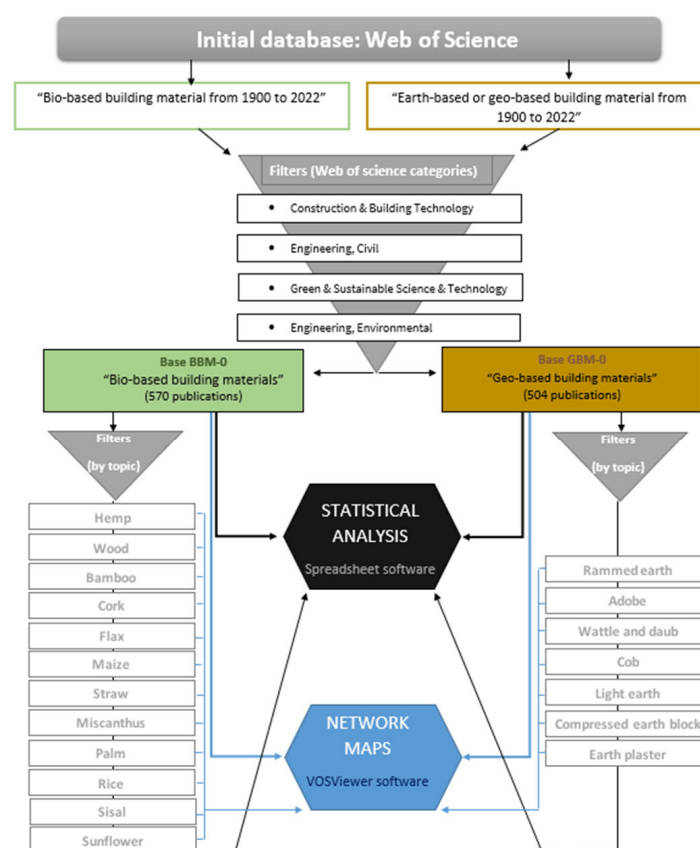 Initial database: Web of Science
“Bio-based building material from 1900 to 2022”
“Earth-based or geo-based building material from
1900 to 2022”
Filters (Web of science categories)
• Construction & Building Technology
• Engineering, Civil
• Green & Sustainable Science & Technology
• Engineering, Environmental
Base BBM-0
“Bio-based building materials”
(570 publications)
Base GBM-0
“Geo-based building materials”
(504 publications)
Filters
(by topic)
Filters
(by topic)
STATISTICAL
ANALYSIS
Spreadsheet software
Hemp
Wood
Bamboo
Cork
Flax
Maize
Straw
Miscanthus
Palm
Rice
Sisal
Sunflower
Rammed earth
Adobe
Wattle and daub
Cob
Light earth
Compressed earth block
Earth plaster
NETWORK
MAPS
VOSViewer software